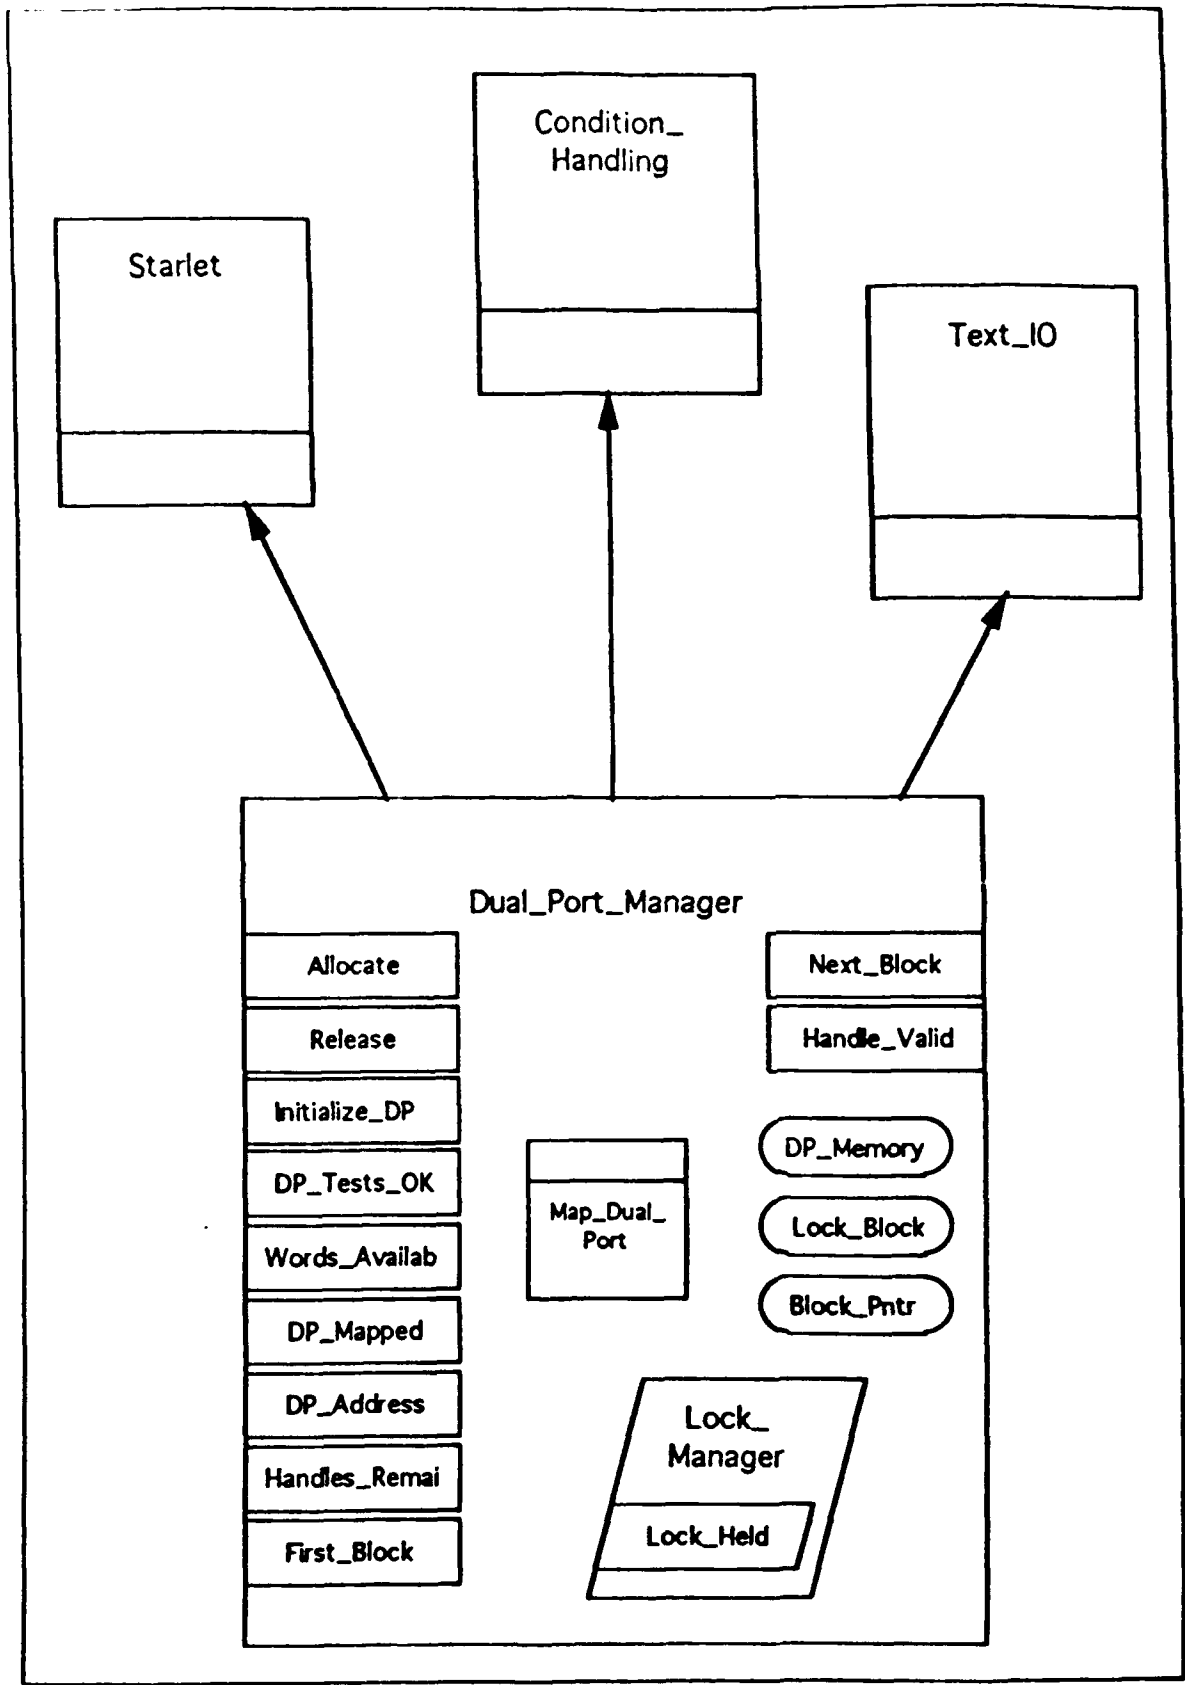 Condition_
Handling
Starlet
Text_IO
Dual_Port_Manager
Allocate
Release
Initialize_DP
DP_Tests_OK
Words_Availab
DP_Mapped
DP_Address
Handles_Remai
First_Block
Next_Block
Handle_Valid
Map_Dual_
Port
DP_Memory
Lock_Block
Block_Pntr
Lock_
Manager
Lock_Held